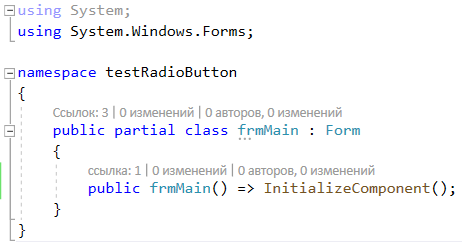 using System;
using System.Windows.Forms;
namespace testRadioButton
{
Ссылок: 3 | 0 изменений | 0 авторов, 0 изменений
public partial class frmMain : Form
{
ссылка: 1 | 0 изменений | 0 авторов, 0 изменений
public frmMain() => InitializeComponent();
}
}